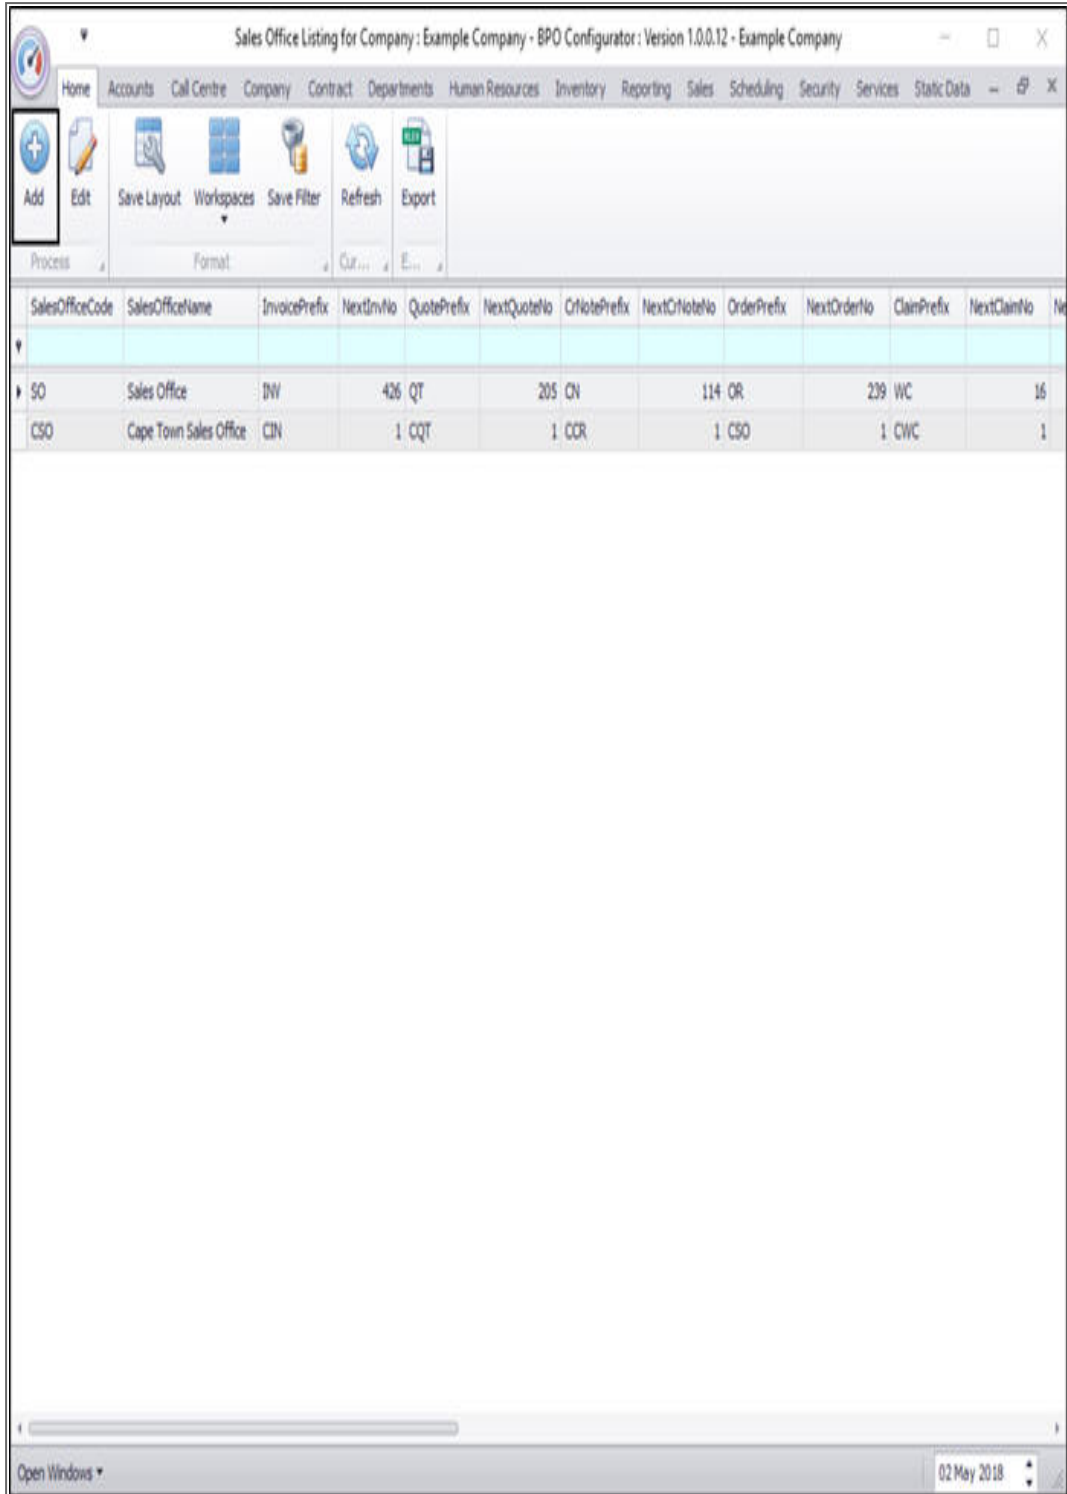 Sales Office Listing for Company : Example Company - BPO Configurator : Version 1.0.0.12 - Example Company
Home Accounts Call Centre Company Contract Departments Human Resources Inventory Reporting Sales Scheduling Security Services Static Data
Add Edit Save Layout Workspaces Save Filter Refresh Export
Process Format Cur... E...
SalesOfficeCode SalesOfficeName InvoicePrefix NextInvNo QuotePrefix NextQuoteNo CrNotePrefix NextCrNoteNo OrderPrefix NextOrderNo ClaimPrefix NextClaimNo Ne
SO Sales Office INV 426 QT 205 CN 114 OR 239 WC 16
CSO Cape Town Sales Office CIN 1 CQT 1 CCR 1 CSO 1 CWC 1
Open Windows 02 May 2018